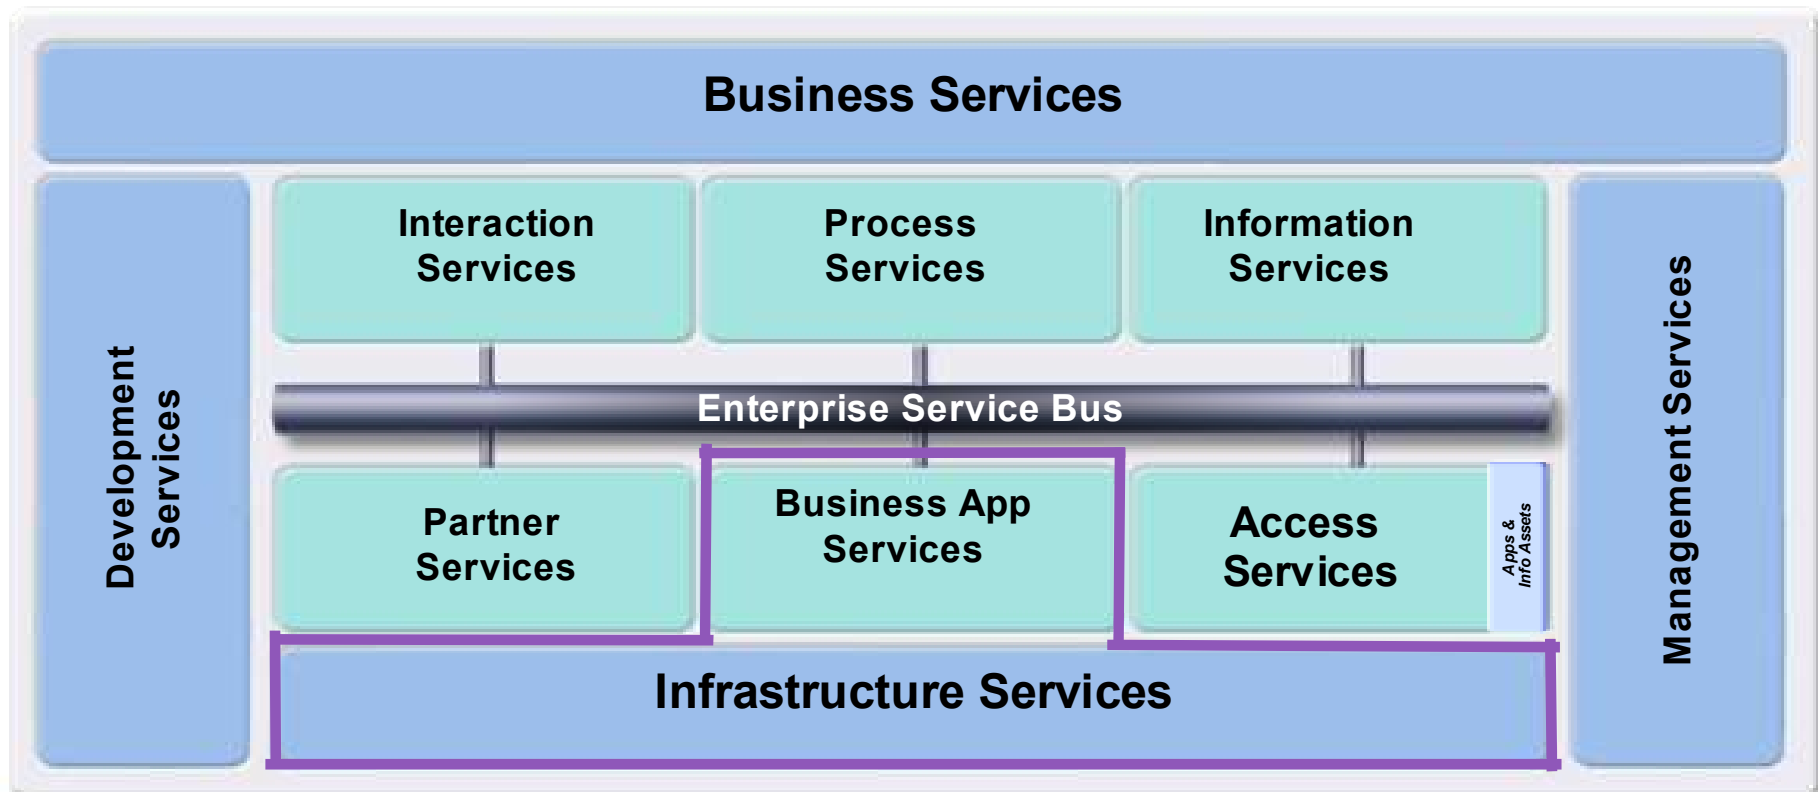 Business Services
Interaction
Services
Process
Services
Information
Services
Development
Services
Management Services
Enterprise Service Bus
Partner
Services
Business App
Services
Access
Services
Apps &
Info Assets
Infrastructure Services